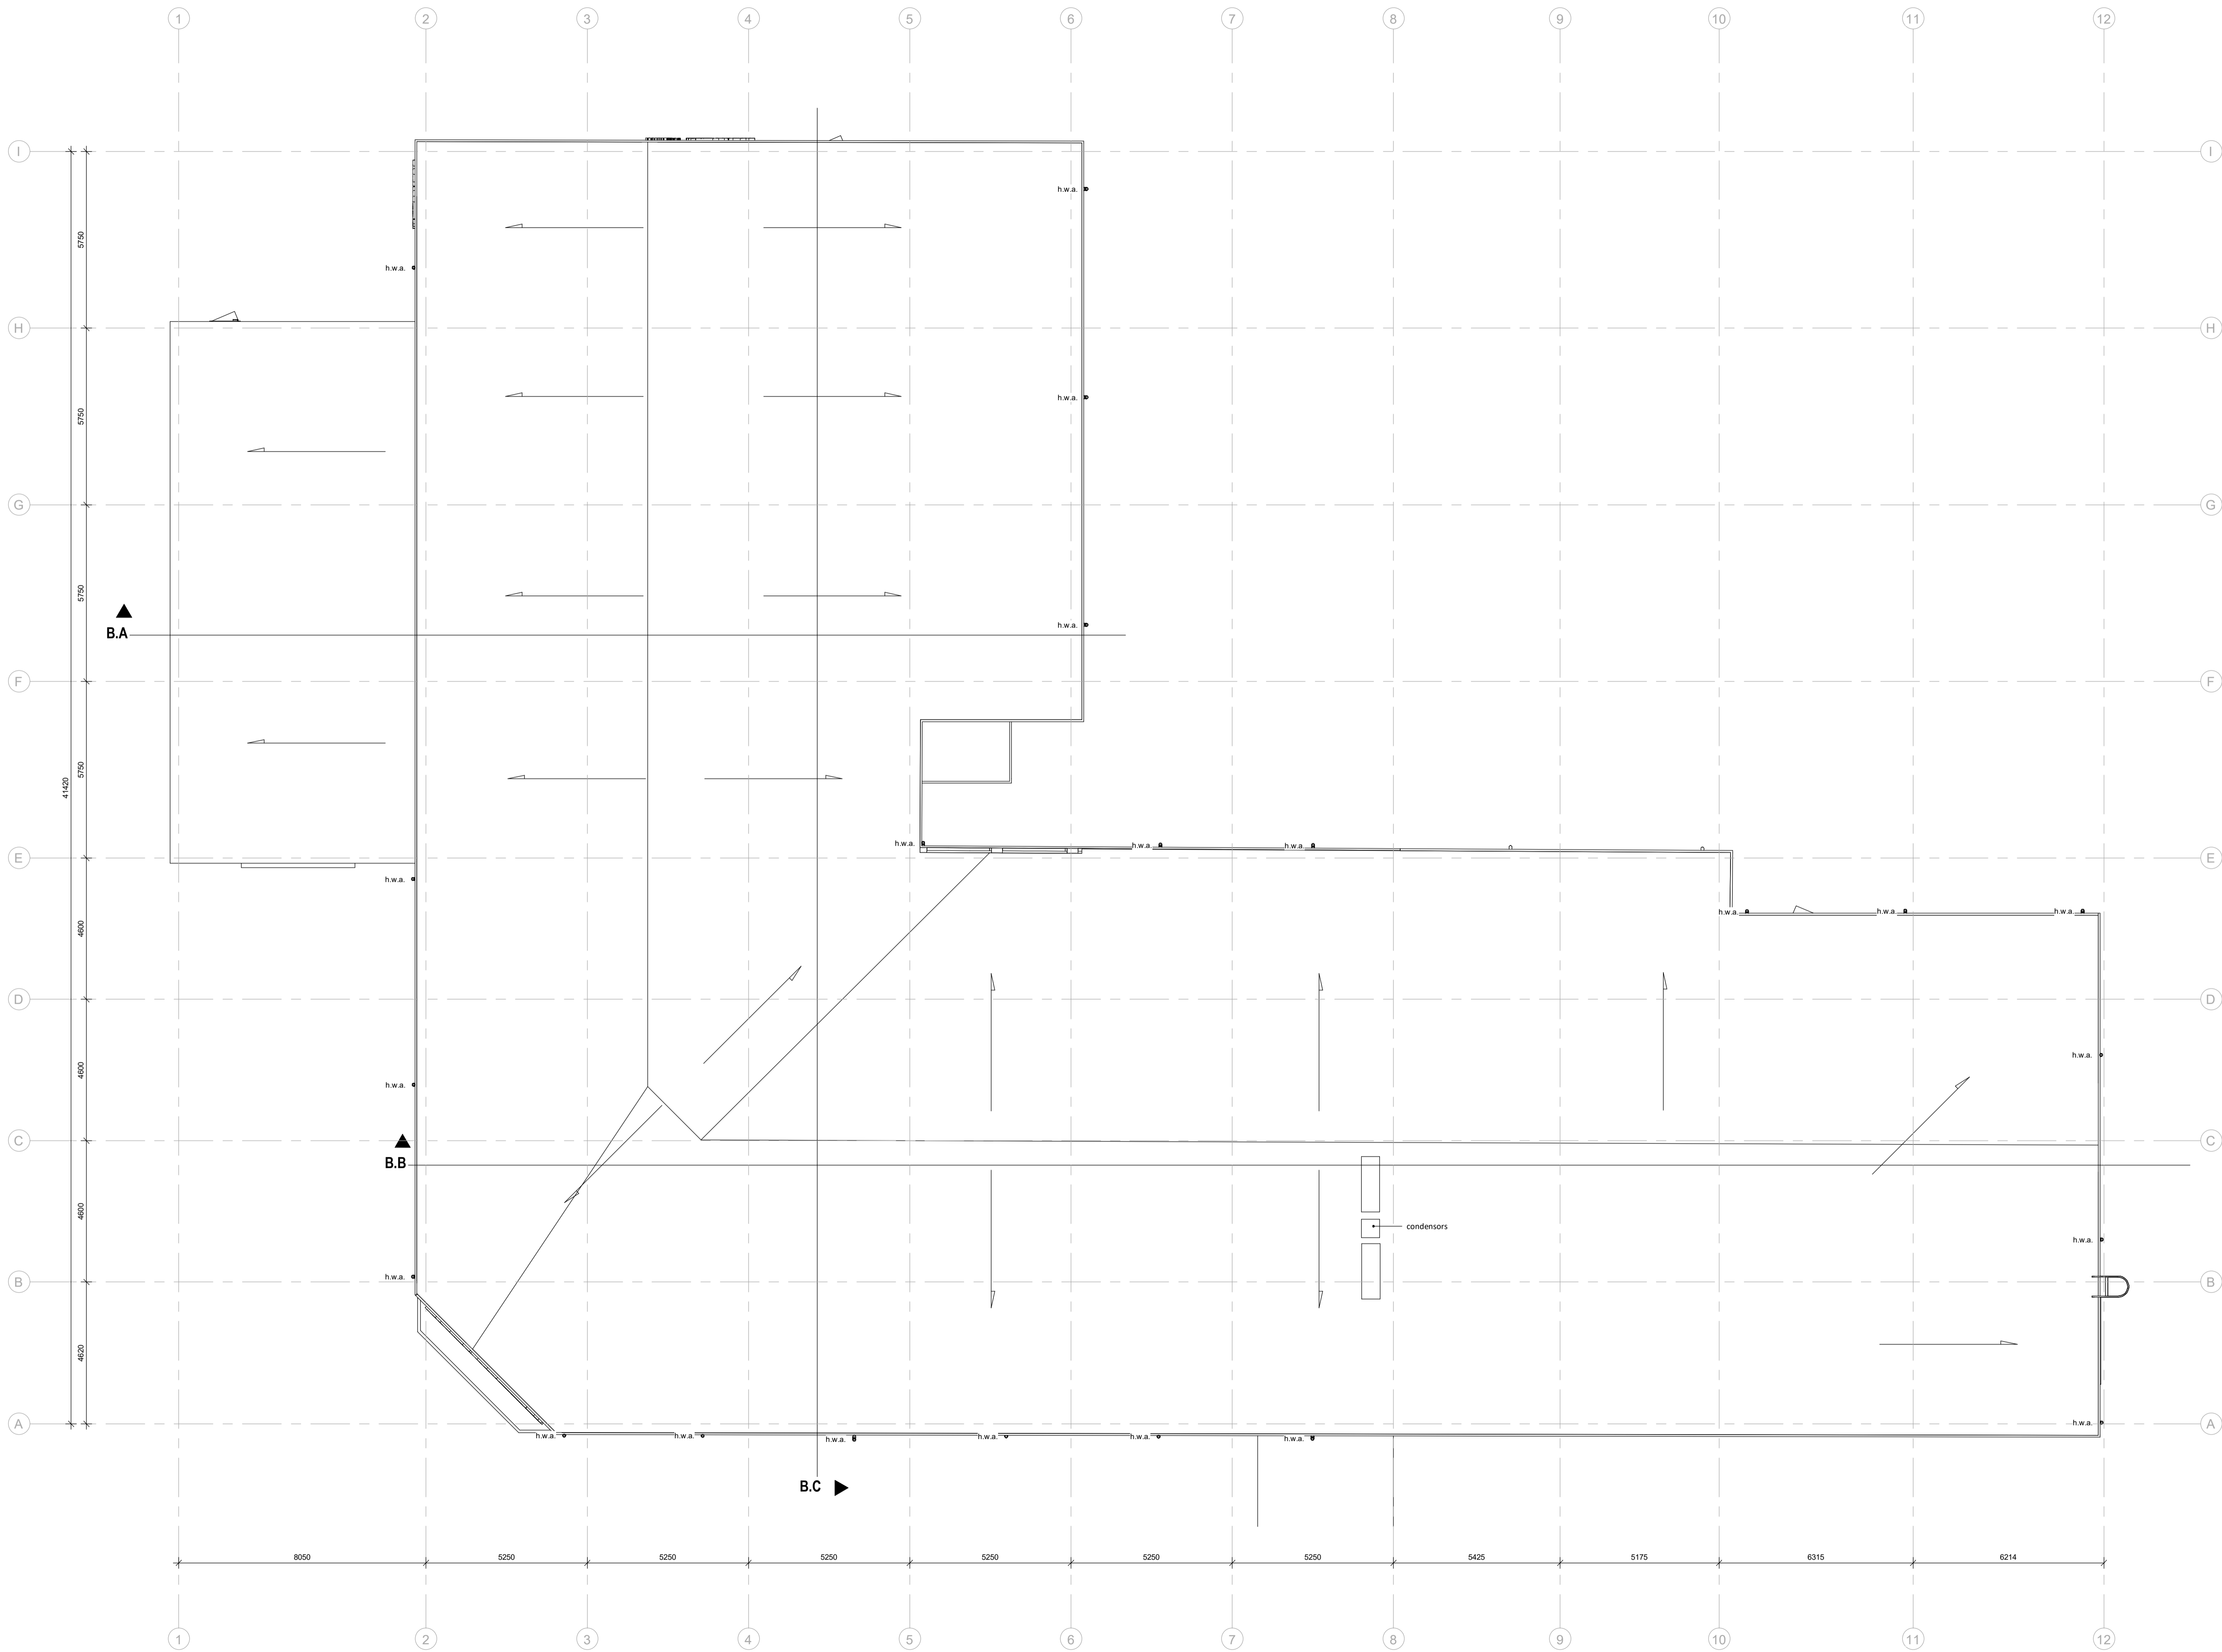 1 2 3 4 5 6 7 8 9 10 11 12
I I
h.w.a.
5750
h.w.a.
H H
h.w.a.
5750
G G
5750
h.w.a.
B.A
F F
5750
41420
h.w.a. h.w.a. h.w.a.
E E
h.w.a.
h.w.a. h.w.a. h.w.a.
4600
D D
h.w.a.
4600
h.w.a.
C C
B.B
4600
condensors
h.w.a.
h.w.a.
B B
4620
h.w.a.
A A
h.w.a. h.w.a. h.w.a. h.w.a. h.w.a. h.w.a.
B.C
8050 5250 5250 5250 5250 5250 5250 5425 5175 6315 6214
1 2 3 4 5 6 7 8 9 10 11 12